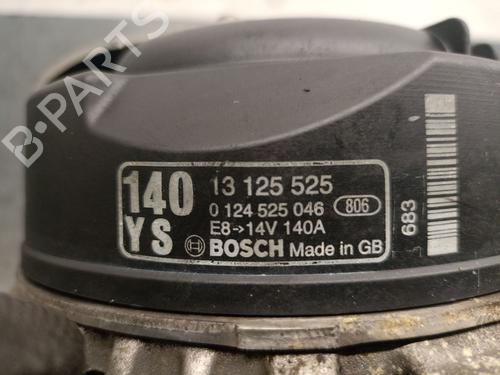 B-PARTS
140
YS
13 125 525
0 124 525 046 806
E8→14V 140A
BOSCH Made in GB
683